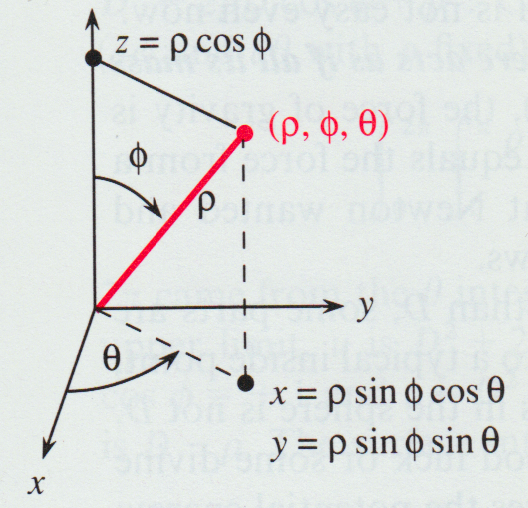 z = ρ cos ϕ
(ρ, ϕ, θ)
ϕ
ρ
y
θ
x = ρ sin ϕ cos θ
y = ρ sin ϕ sin θ
x